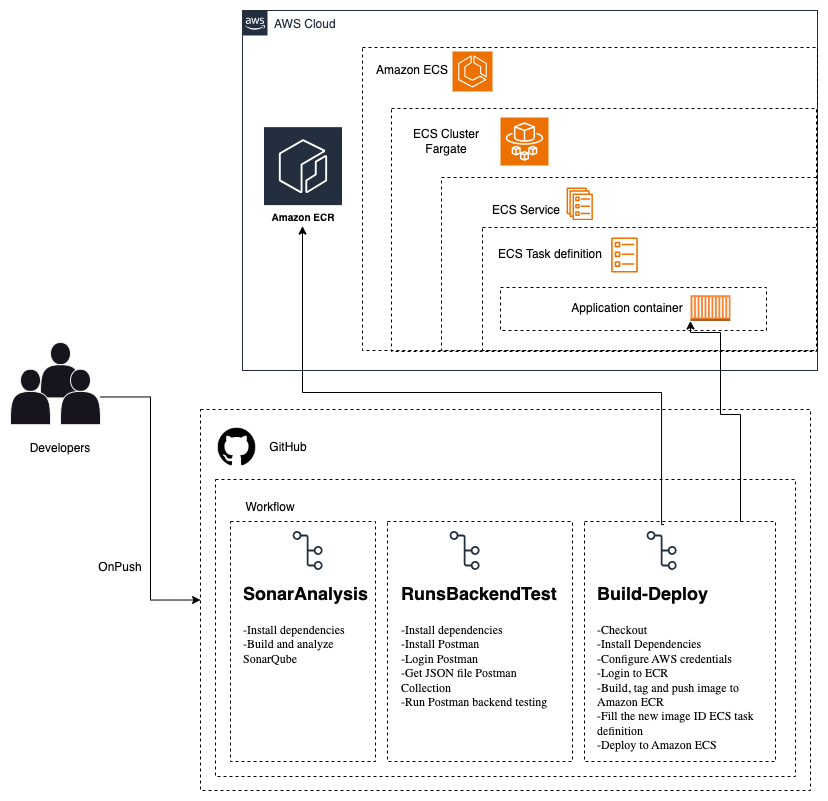 aws
AWS Cloud
Amazon ECS
ECS Cluster
Fargate
Amazon ECR
ECS Service
ECS Task definition
Application container
Developers
OnPush
GitHub
Workflow
SonarAnalysis
-Install dependencies
-Build and analyze
SonarQube
RunsBackendTest
-Install dependencies
-Install Postman
-Login Postman
-Get JSON file Postman
Collection
-Run Postman backend testing
Build-Deploy
-Checkout
-Install Dependencies
-Configure AWS credentials
-Login to ECR
-Build, tag and push image to
Amazon ECR
-Fill the new image ID ECS task
definition
-Deploy to Amazon ECS